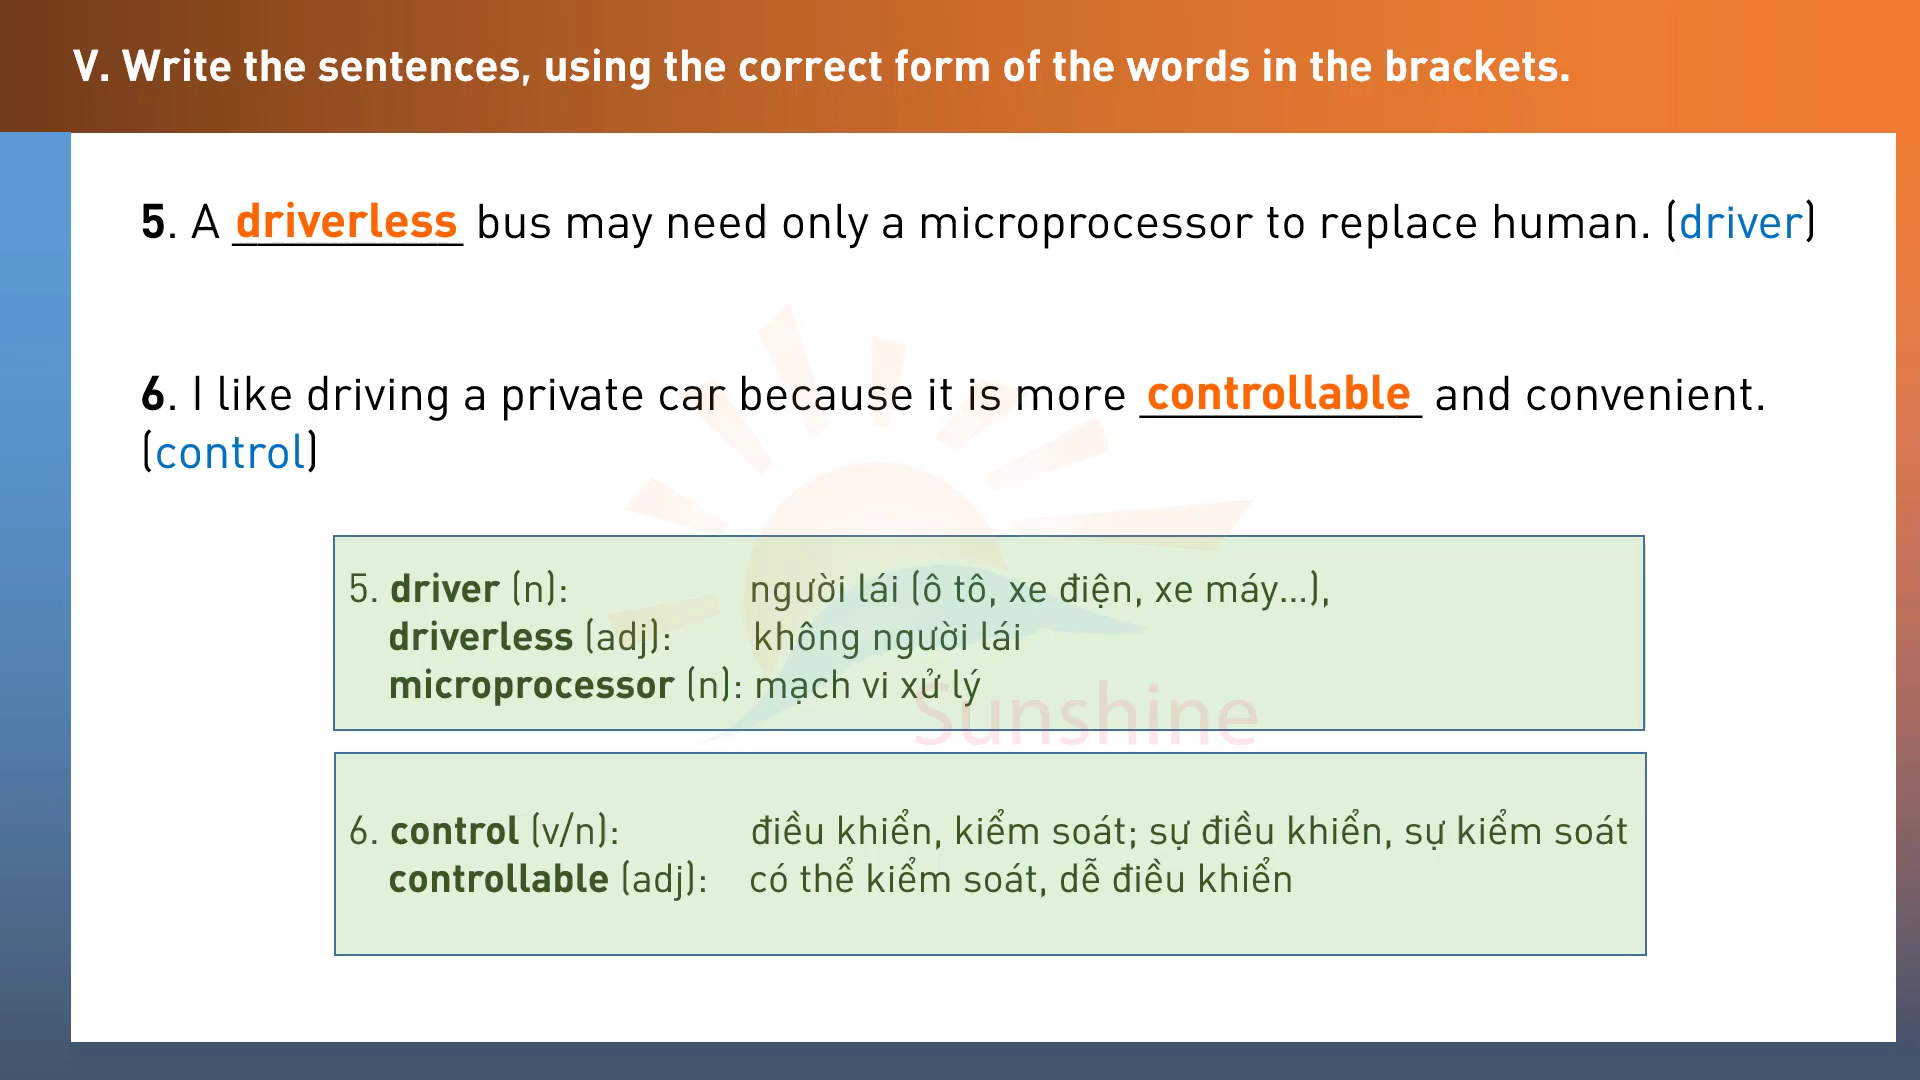 V. Write the sentences, using the correct form of the words in the brackets.
5. A driverless bus may need only a microprocessor to replace human. (driver)
6. I like driving a private car because it is more controllable and convenient.
(control)
5. driver (n): người lái (ô tô, xe điện, xe máy...),
driverless (adj): không người lái
microprocessor (n): mạch vi xử lý
Sunshine
6. control (v/n): điều khiển, kiểm soát; sự điều khiển, sự kiểm soát
controllable (adj): có thể kiểm soát, dễ điều khiển